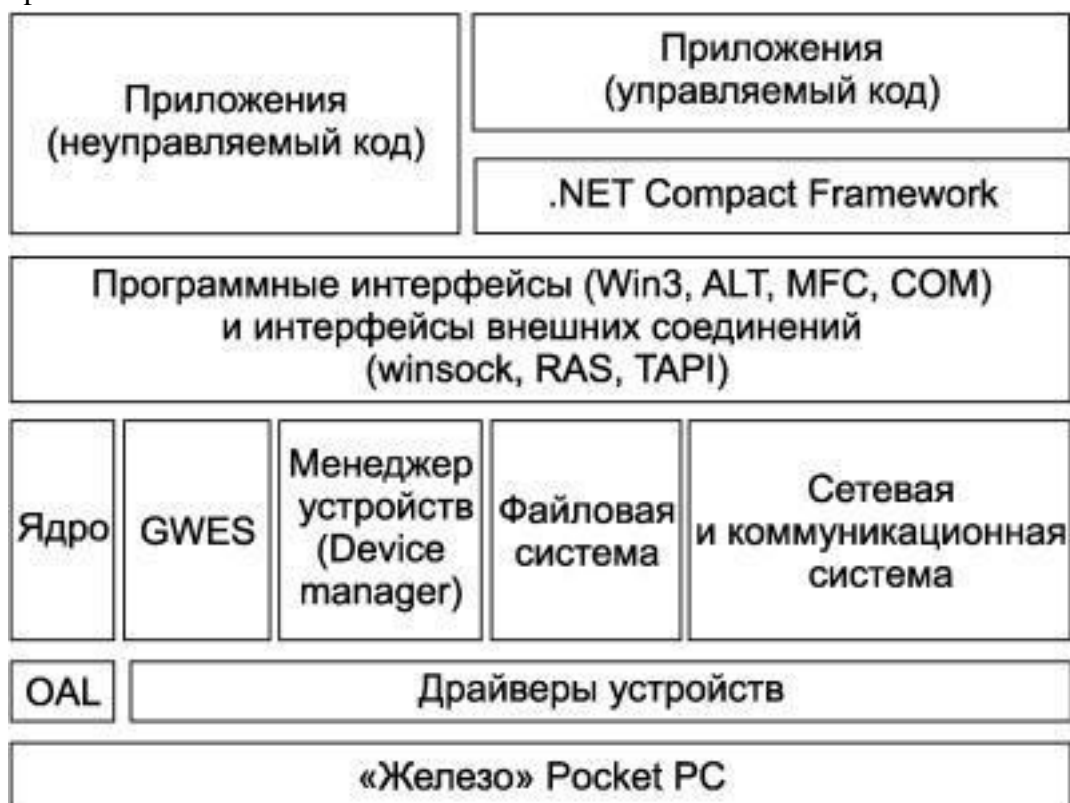 Приложения
(неуправляемый код)
Приложения
(управляемый код)
.NET Compact Framework
Программные интерфейсы (Win3, ALT, MFC, COM)
и интерфейсы внешних соединений
(winsock, RAS, TAPI)
Ядро
GWES
Менеджер
устройств
(Device
manager)
Файловая
система
Сетевая
и коммуникационная
система
OAL
Драйверы устройств
«Железо» Pocket PC